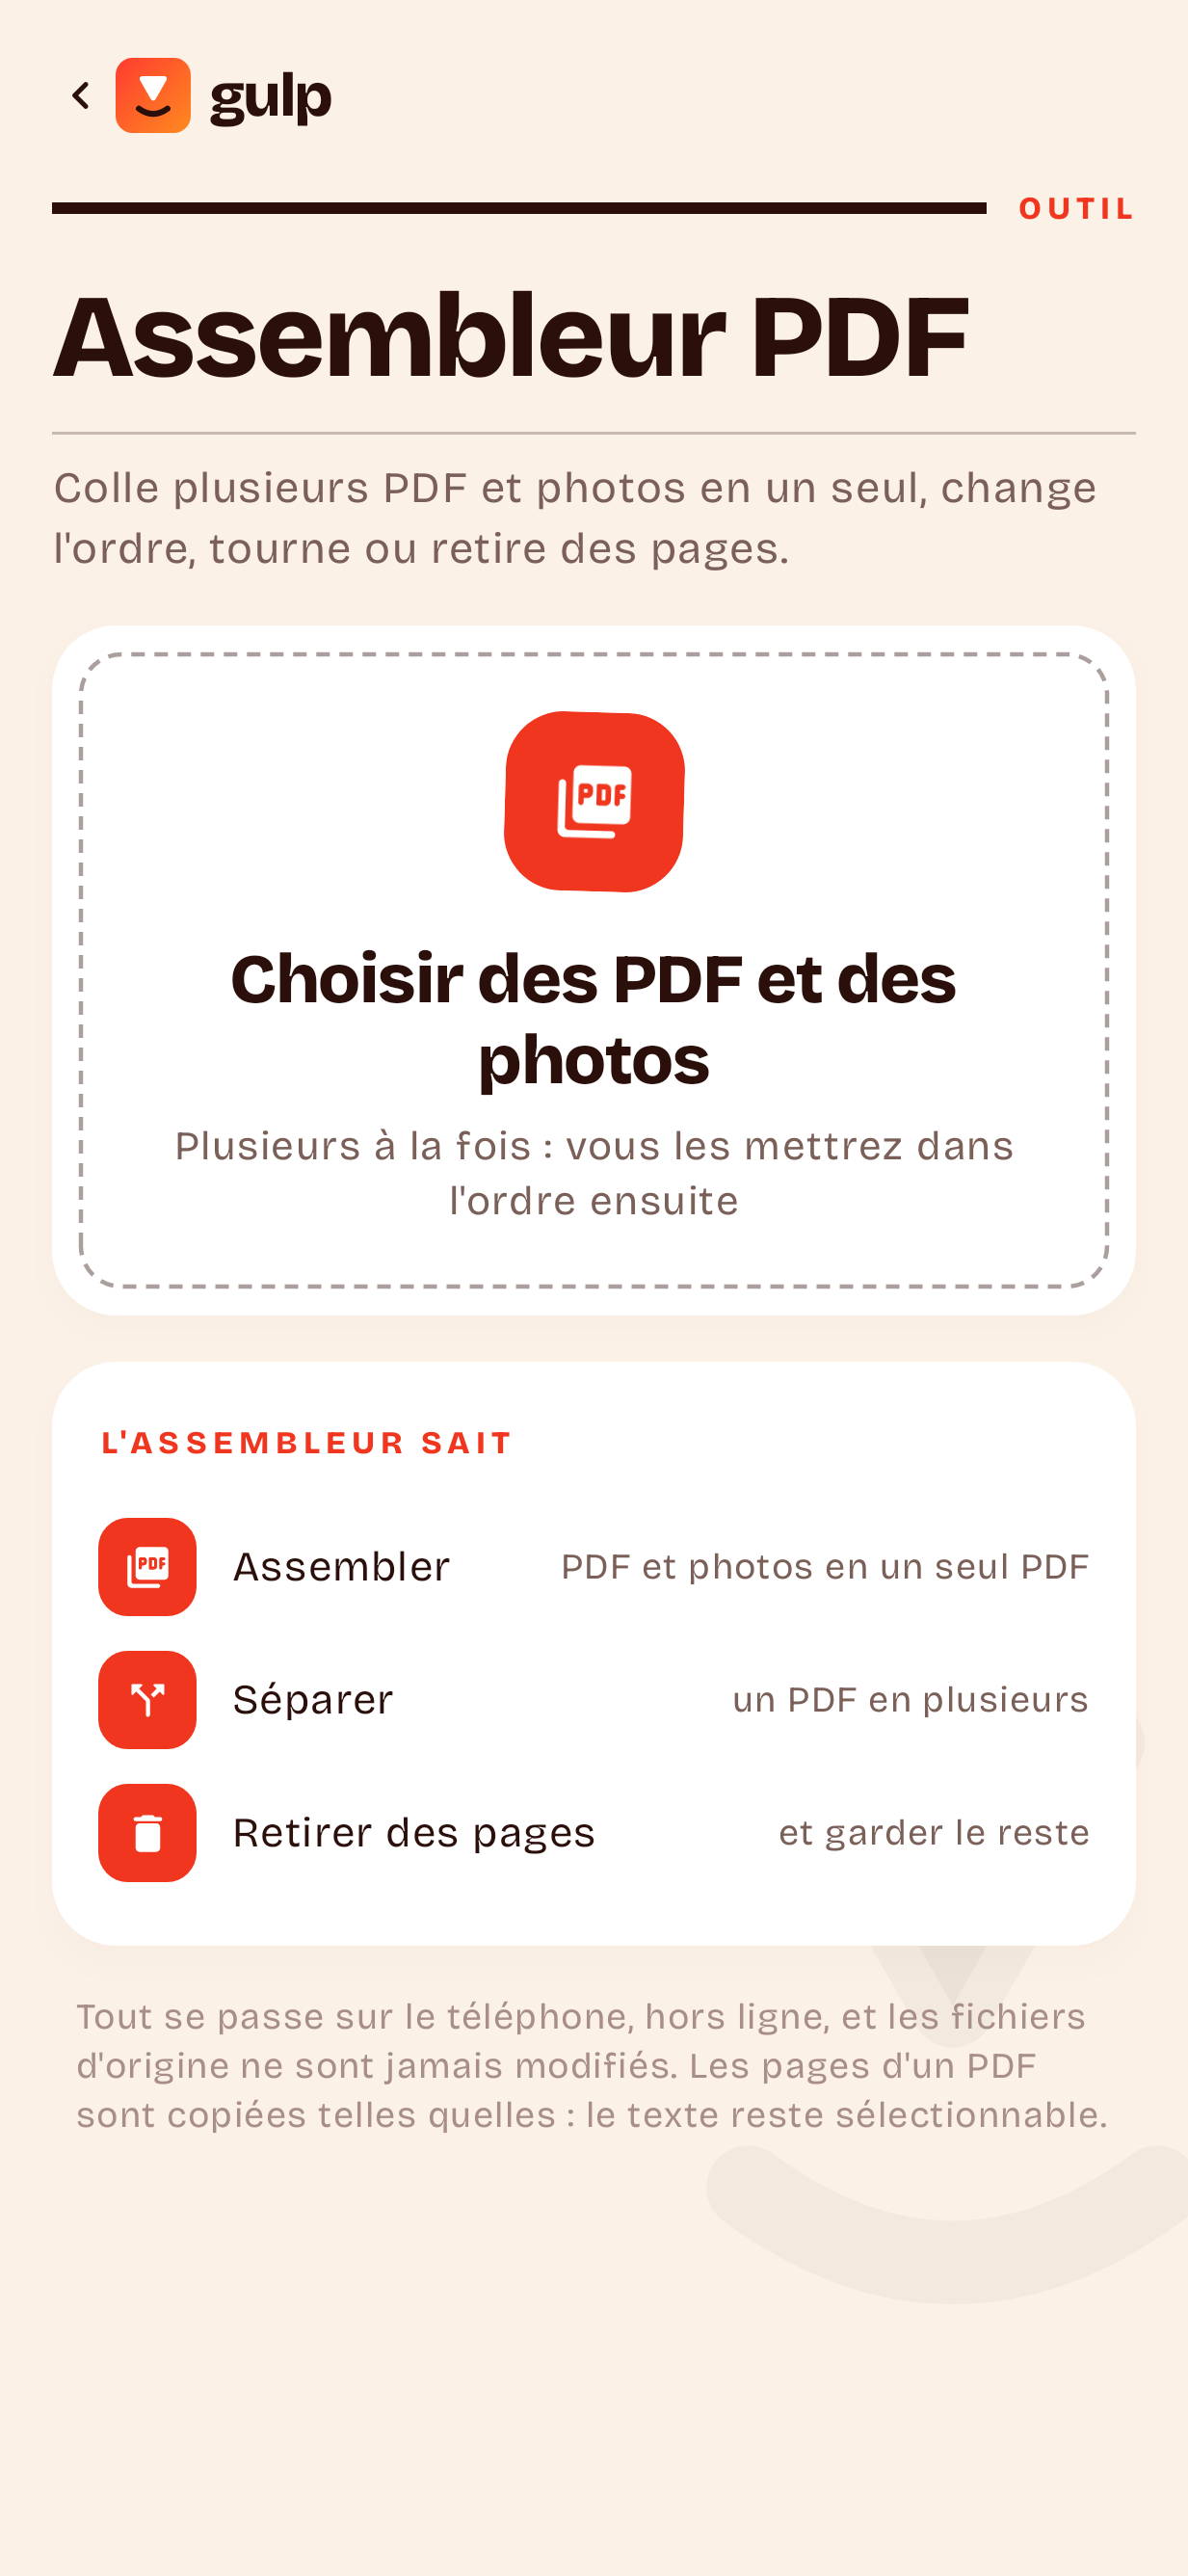 gulp
OUTIL
Assembleur PDF
Colle plusieurs PDF et photos en un seul, change
l'ordre, tourne ou retire des pages.
PDF
Choisir des PDF et des
photos
Plusieurs à la fois : vous les mettrez dans
l'ordre ensuite
L'ASSEMBLEUR SAIT
PDF
Assembler PDF et photos en un seul PDF
Séparer un PDF en plusieurs
Retirer des pages et garder le reste
Tout se passe sur le téléphone, hors ligne, et les fichiers
d'origine ne sont jamais modifiés. Les pages d'un PDF
sont copiées telles quelles : le texte reste sélectionnable.